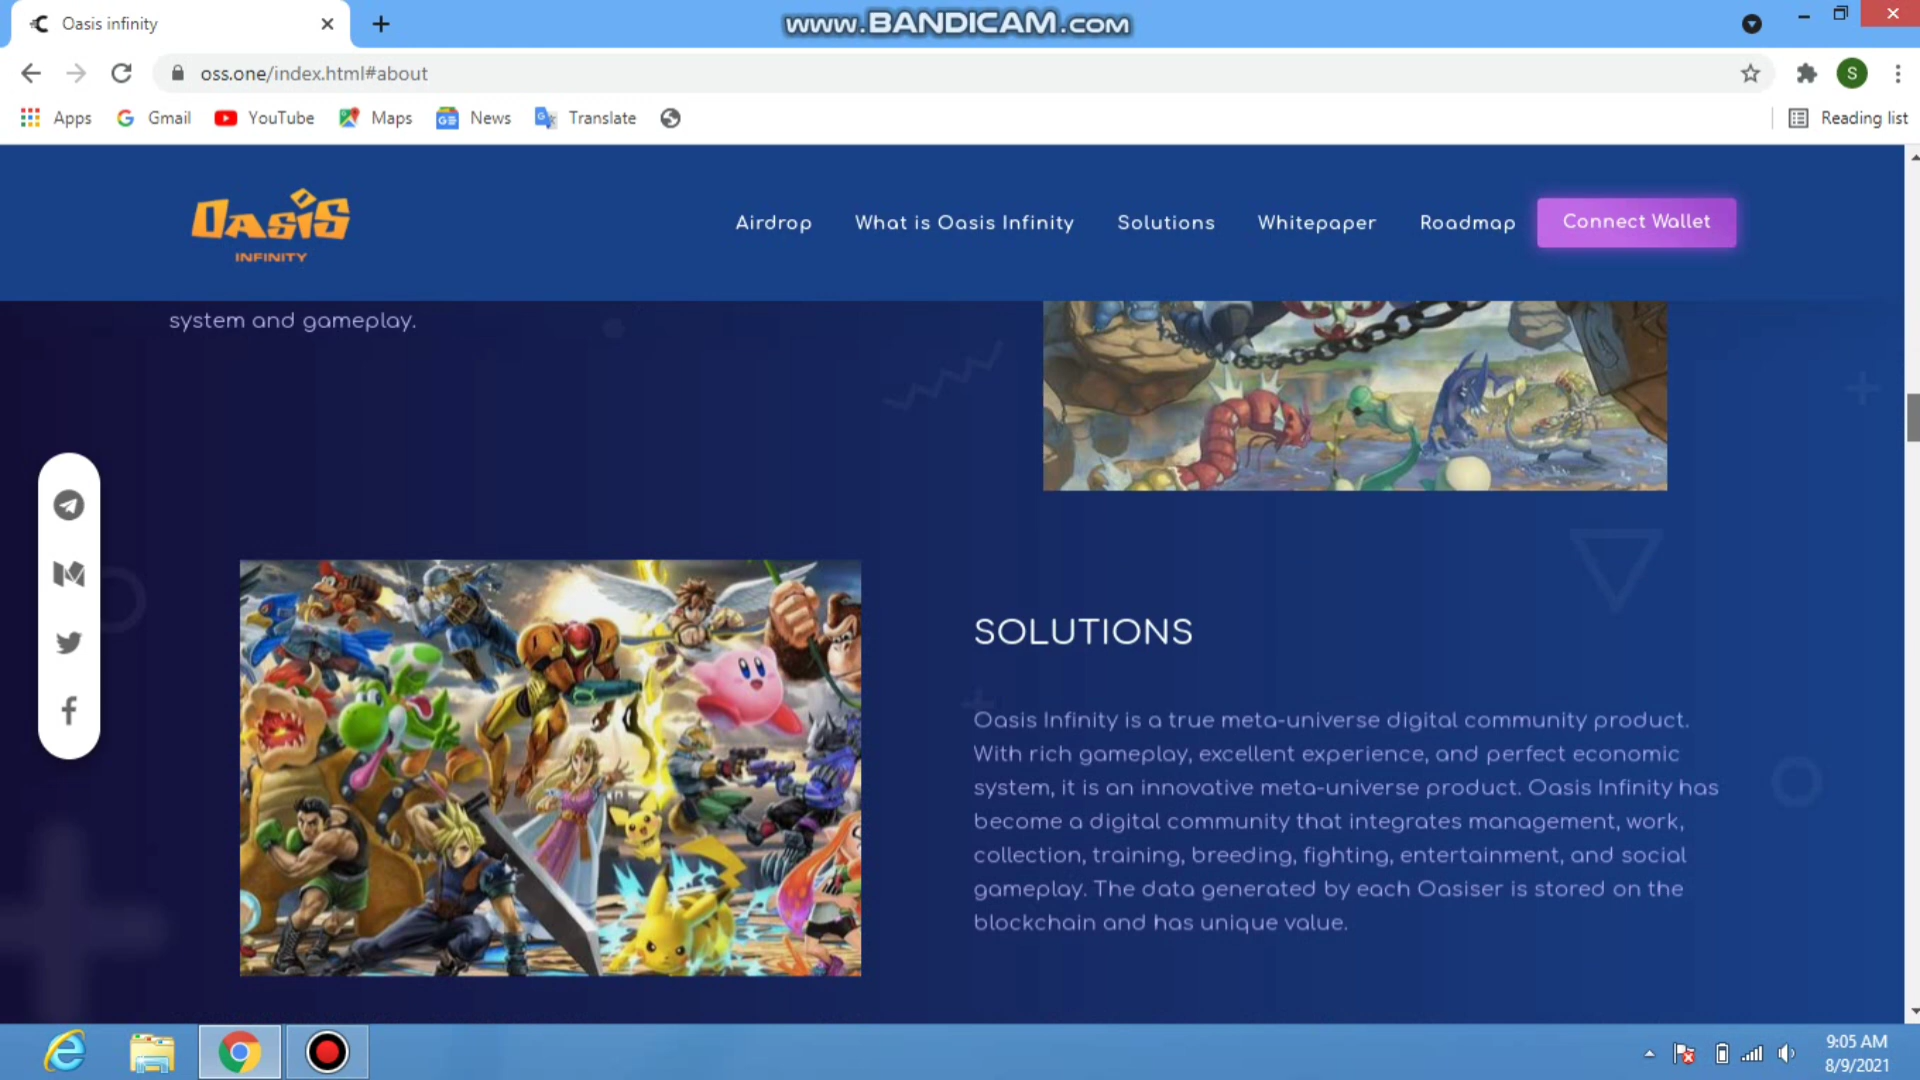 Oasis infinity
www.BANDICAM.com
oss.one/index.html#about
S
Apps
Gmail
YouTube
Maps
News
Translate
Reading list
OASIS
INFINITY
Airdrop
What is Oasis Infinity
Solutions
Whitepaper
Roadmap
Connect Wallet
system and gameplay.
SOLUTIONS
Oasis Infinity is a true meta-universe digital community product.
With rich gameplay, excellent experience, and perfect economic
system, it is an innovative meta-universe product. Oasis Infinity has
become a digital community that integrates management, work,
collection, training, breeding, fighting, entertainment, and social
gameplay. The data generated by each Oasiser is stored on the
blockchain and has unique value.
9:05 AM
8/9/2021